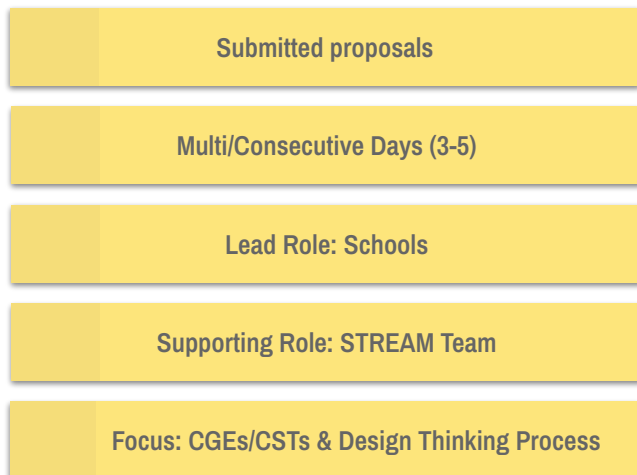 Submitted proposals
Multi/Consecutive Days (3-5)
Lead Role: Schools
Supporting Role: STREAM Team
Focus: CGEs/CSTs & Design Thinking Process